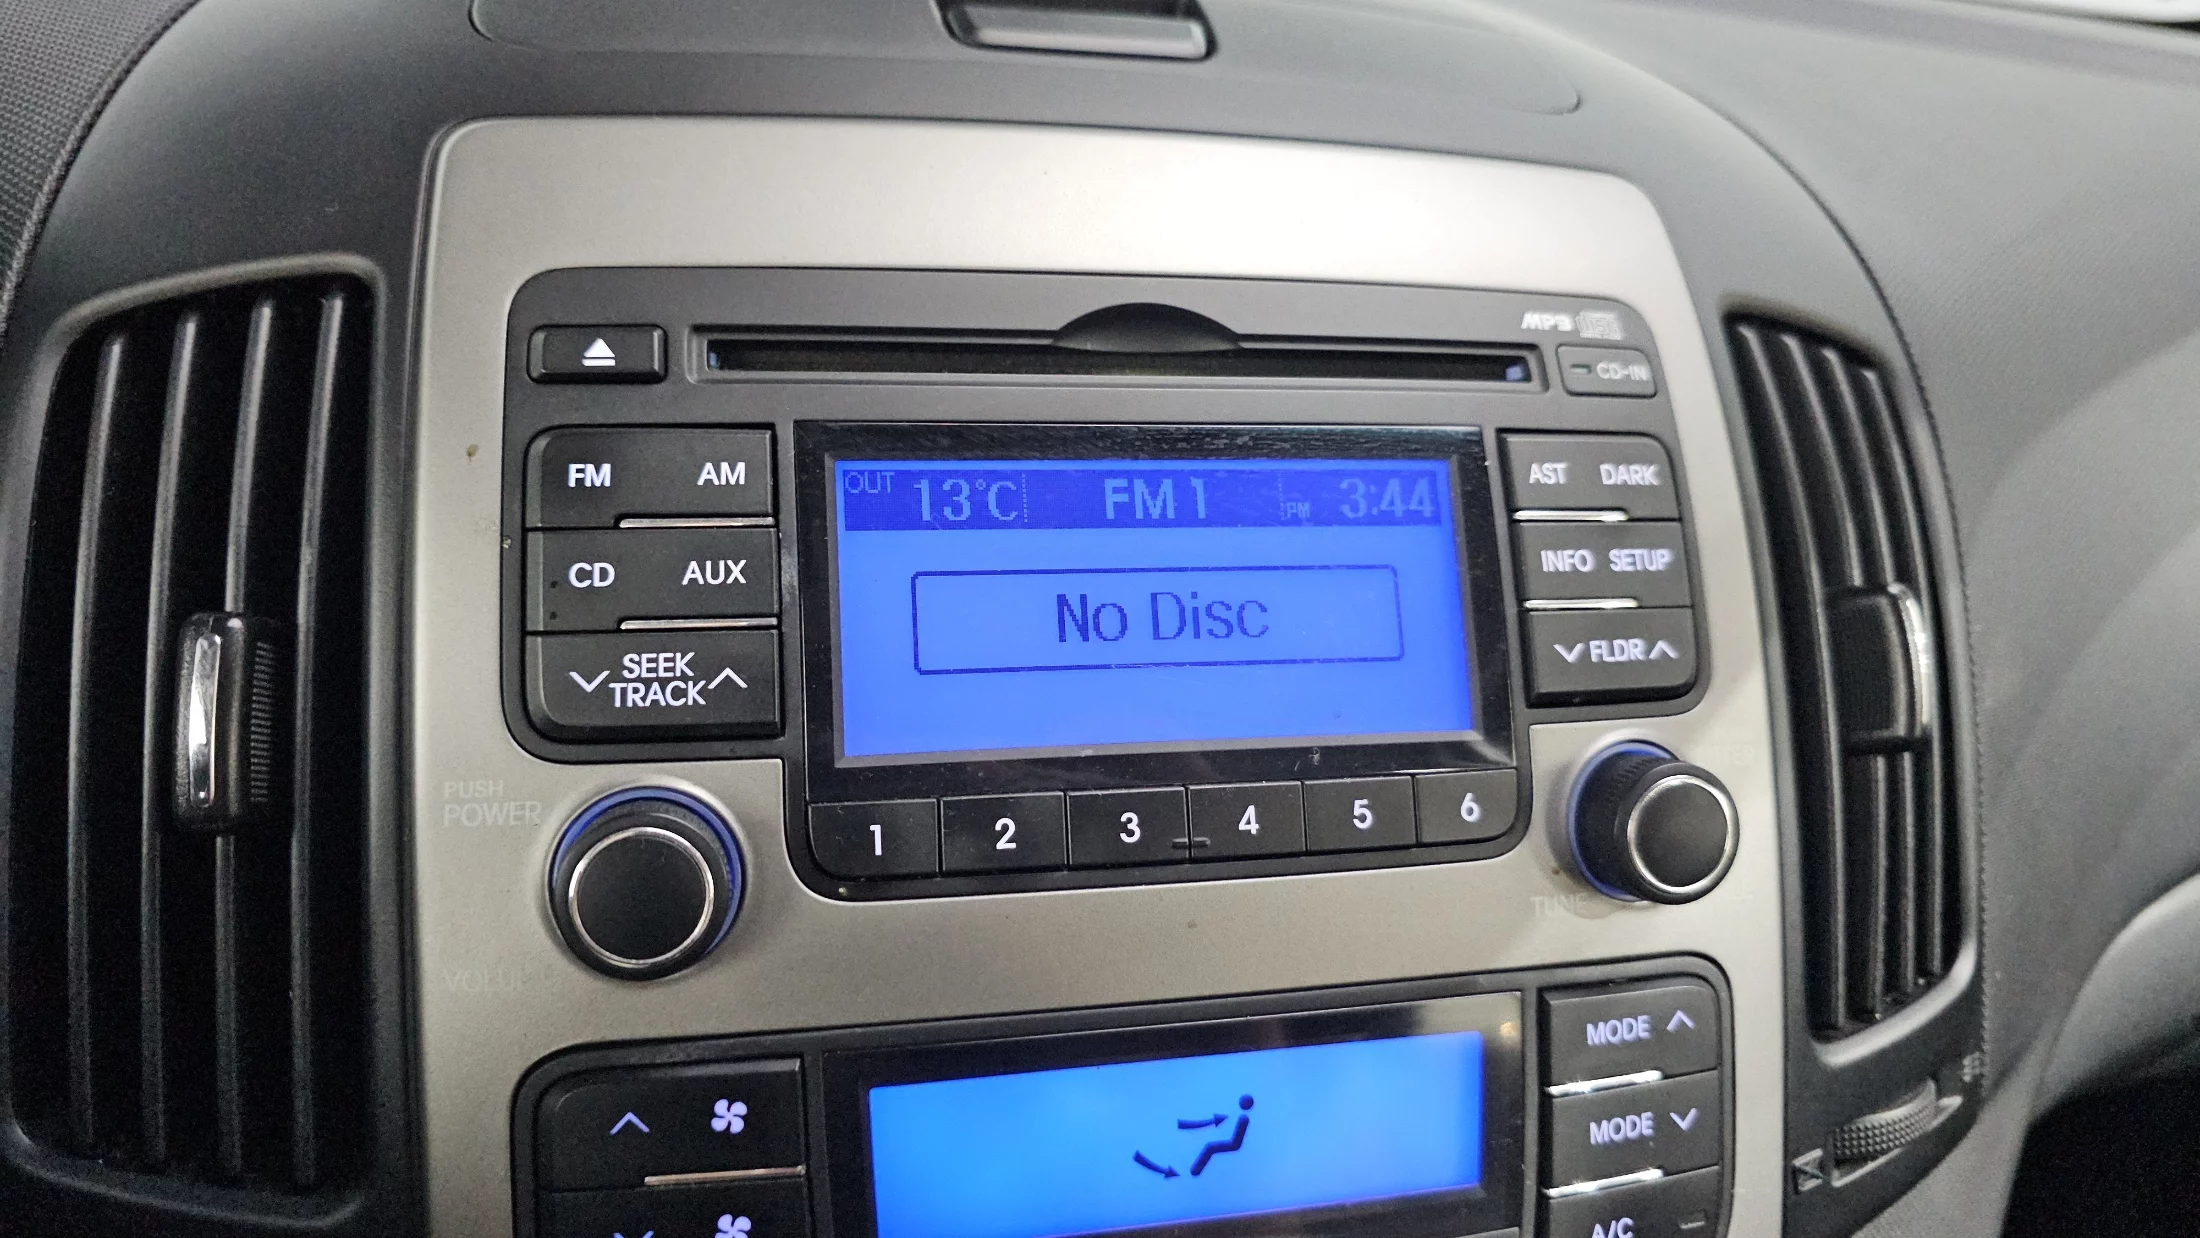 MP3
CD-IN
FM AM
AST DARK
OUT 13°C FM 1 PM 3:44
CD AUX
No Disc
INFO SETUP
SEEK
TRACK
FLDR
PUSH
POWER
1 2 3 4 5 6
TUNE
MODE
MODE
A/C